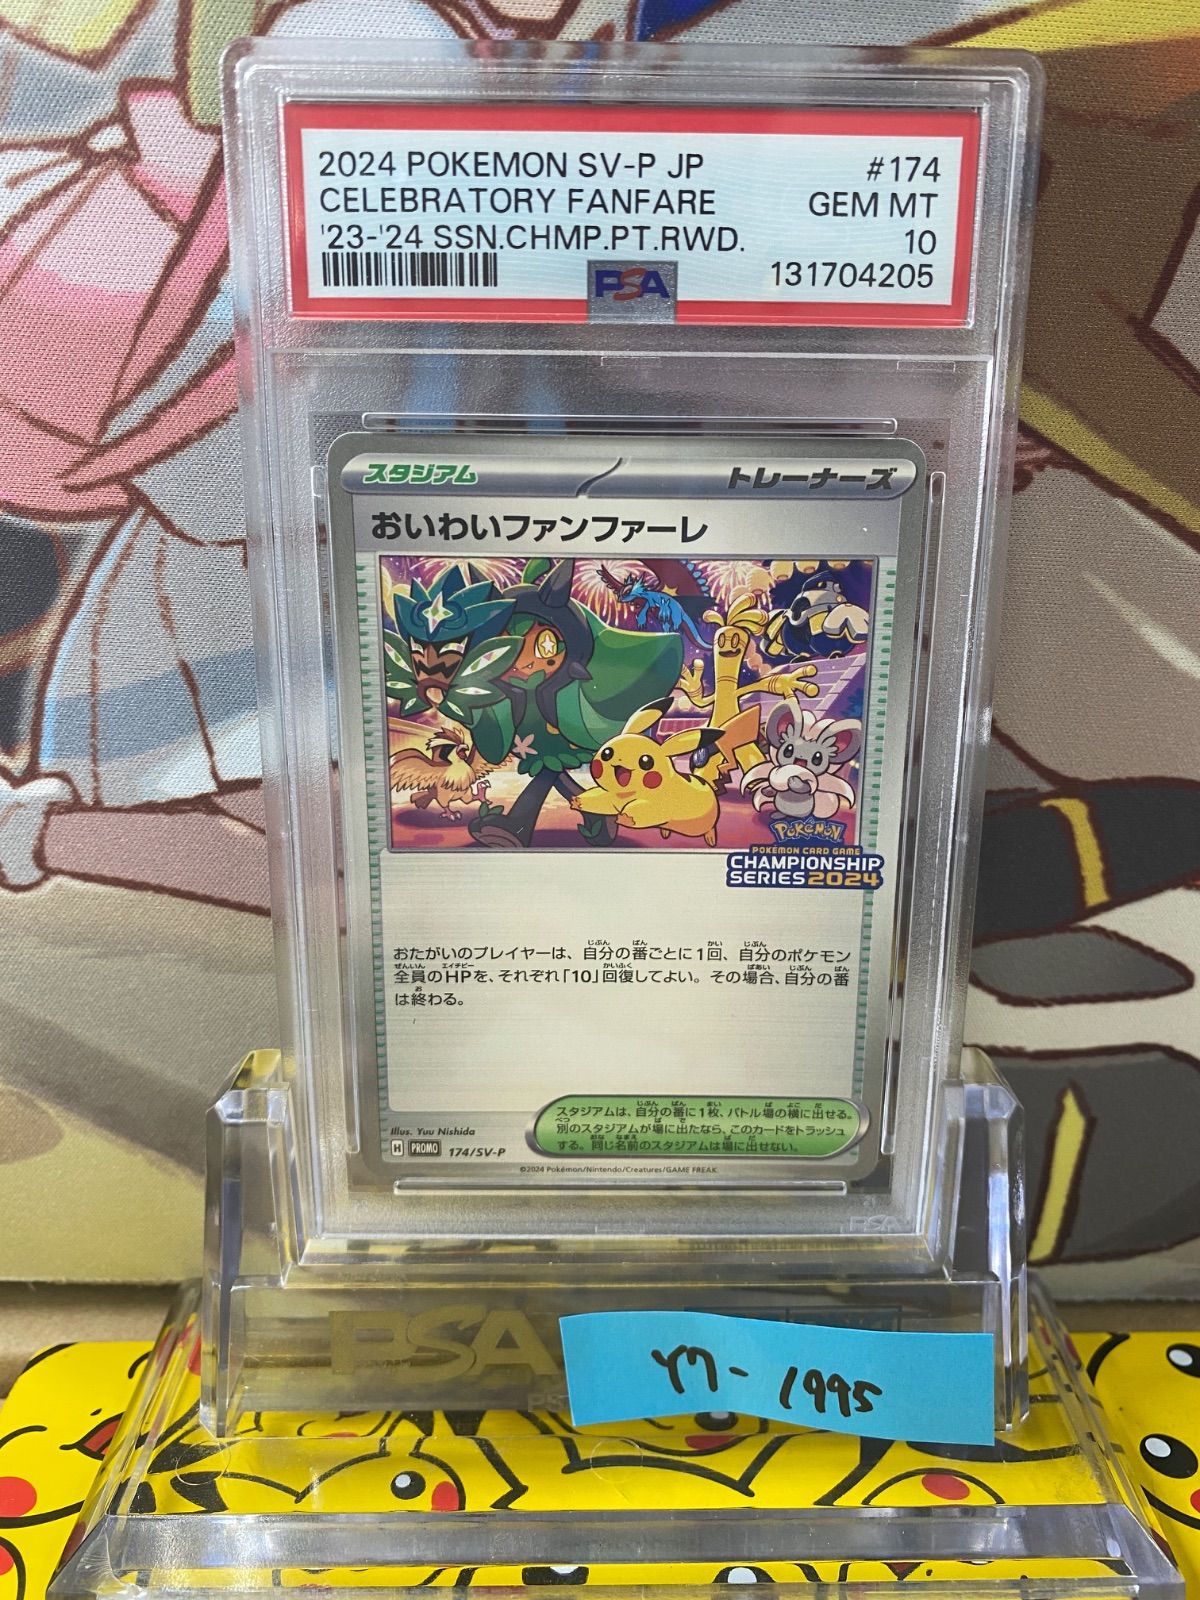 2024 POKEMON SV-P JP #174
CELEBRATORY FANFARE GEM MT
'23-'24 SSN.CHMP.PT.RWD. 10
PSA 131704205
スタジアム トレーナーズ
おいわいファンファーレ
Pokémon
POKÉMON CARD GAME
CHAMPIONSHIP
SERIES 2024
おたがいのプレイヤーは、自分の番ごとに1回、自分のポケモン
全員のHPを、それぞれ「10」回復してよい。その場合、自分の番
は終わる。
スタジアムは、自分の番に1枚、バトル場の横に出せる。
別のスタジアムが場に出たなら、このカードをトラッシュ
する。同じ名前のスタジアムは場に出せない。
Illus. Yuu Nishida
H PROMO 174/SV-P
©2024 Pokémon/Nintendo/Creatures/GAME FREAK.
PSA
PSA
1995